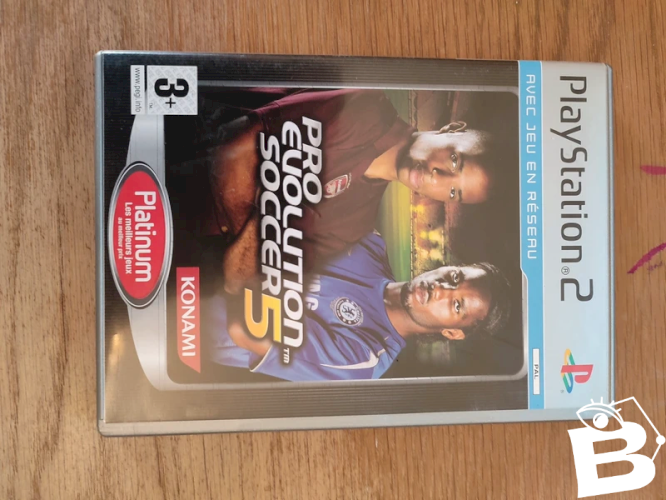 PlayStation®2
AVEC JEU EN RÉSEAU
PAL
PRO
EVOLUTION
SOCCER 5™
3+
www.pegi.info
Platinum
Les meilleurs jeux
au meilleur prix
KONAMI
B